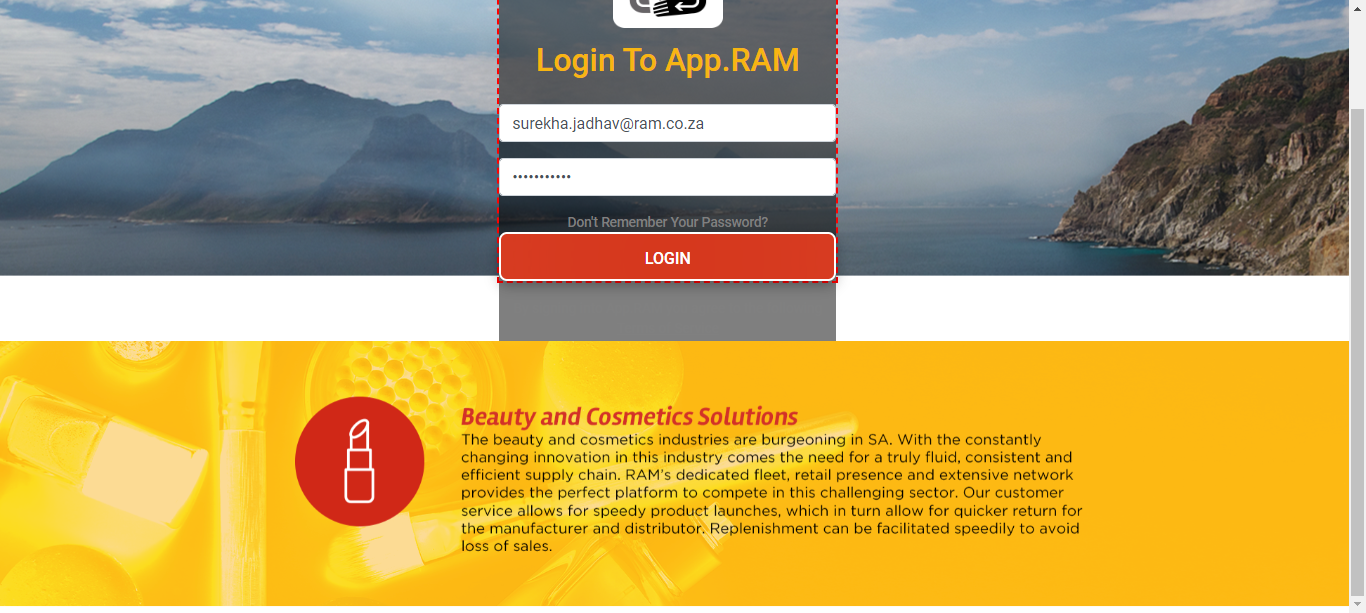 Login To App.RAM
surekha.jadhav@ram.co.za
•••••••••••
Don't Remember Your Password?
LOGIN
Beauty and Cosmetics Solutions
The beauty and cosmetics industries are burgeoning in SA. With the constantly
changing innovation in this industry comes the need for a truly fluid, consistent and
efficient supply chain. RAM's dedicated fleet, retail presence and extensive network
provides the perfect platform to compete in this challenging sector. Our customer
service allows for speedy product launches, which in turn allow for quicker return for
the manufacturer and distributor. Replenishment can be facilitated speedily to avoid
loss of sales.